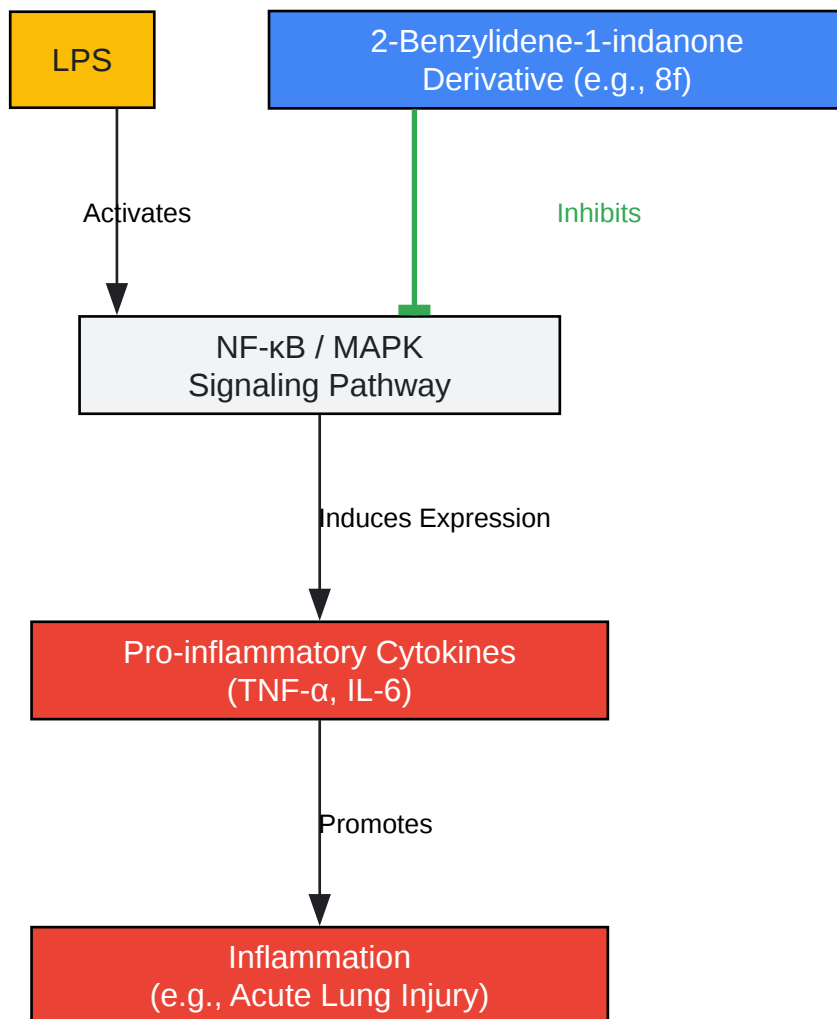 LPS
2-Benzylidene-1-indanone
Derivative (e.g., 8f)
Activates
Inhibits
NF-κB / MAPK
Signaling Pathway
Induces Expression
Pro-inflammatory Cytokines
(TNF-α, IL-6)
Promotes
Inflammation
(e.g., Acute Lung Injury)